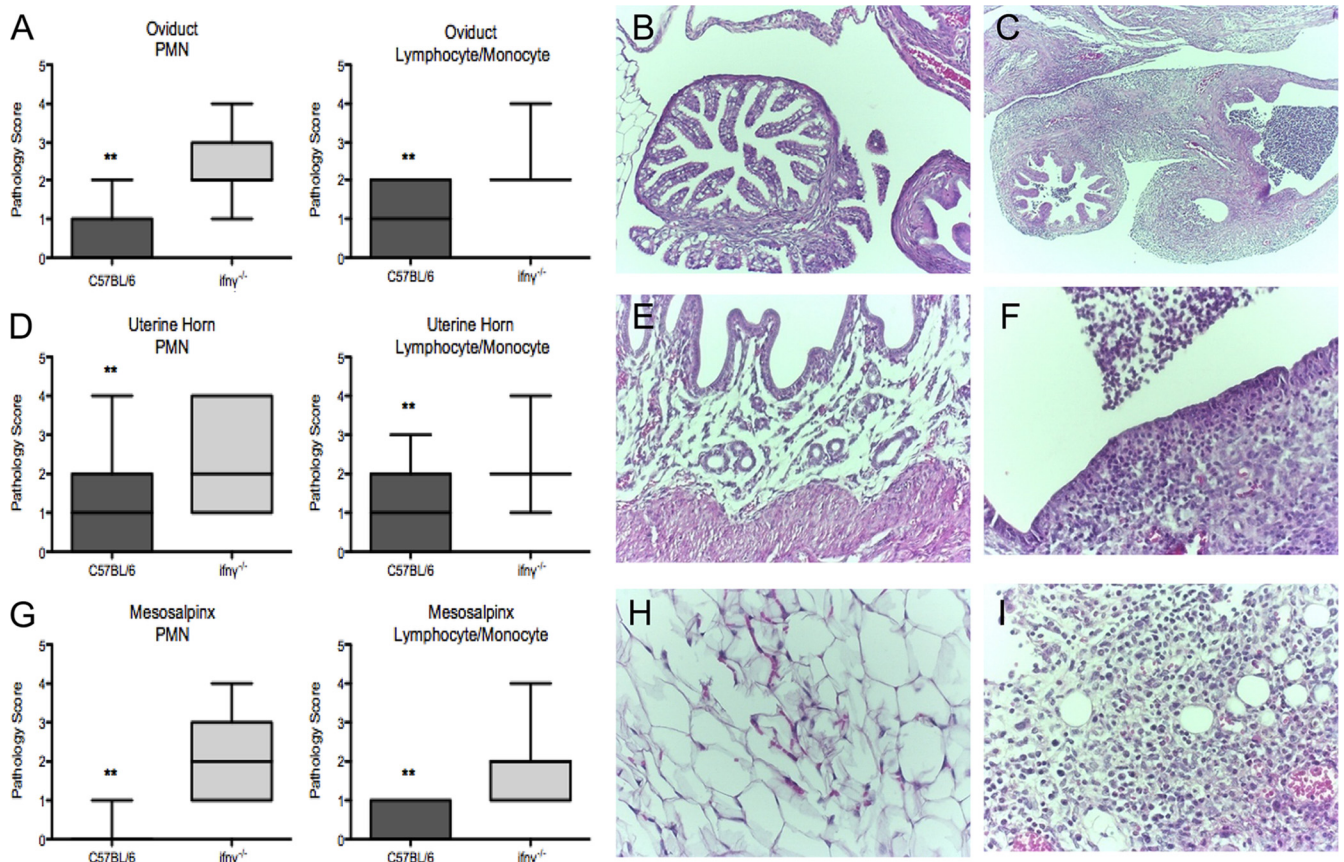 A
Oviduct
PMN
Pathology Score
5
4
3
2
1
0
**
C57BL/6
ifnγ-/-
Oviduct
Lymphocyte/Monocyte
Pathology Score
5
4
3
2
1
0
**
C57BL/6
ifnγ-/-
B
C
D
Uterine Horn
PMN
Pathology Score
5
4
3
2
1
0
**
C57BL/6
ifnγ-/-
Uterine Horn
Lymphocyte/Monocyte
Pathology Score
5
4
3
2
1
0
**
C57BL/6
ifnγ-/-
E
F
G
Mesosalpinx
PMN
Pathology Score
5
4
3
2
1
0
**
C57BL/6
ifnγ-/-
Mesosalpinx
Lymphocyte/Monocyte
Pathology Score
5
4
3
2
1
0
**
C57BL/6
ifnγ-/-
H
I